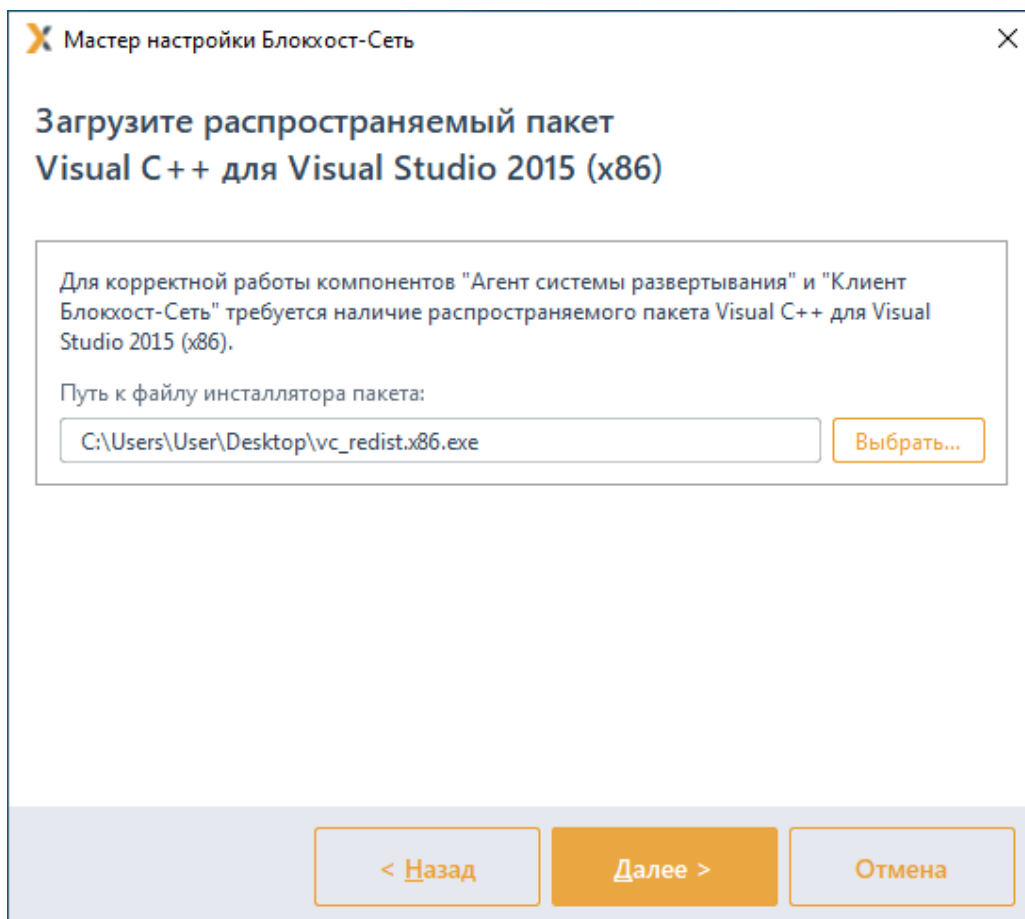 Мастер настройки Блокхост-Сеть
Загрузите распространяемый пакет
Visual C++ для Visual Studio 2015 (x86)
Для корректной работы компонентов "Агент системы развертывания" и "Клиент
Блокхост-Сеть" требуется наличие распространяемого пакета Visual C++ для Visual
Studio 2015 (x86).
Путь к файлу инсталлятора пакета:
C:\Users\User\Desktop\vc_redist.x86.exe
Выбрать...
< Назад
Далее >
Отмена